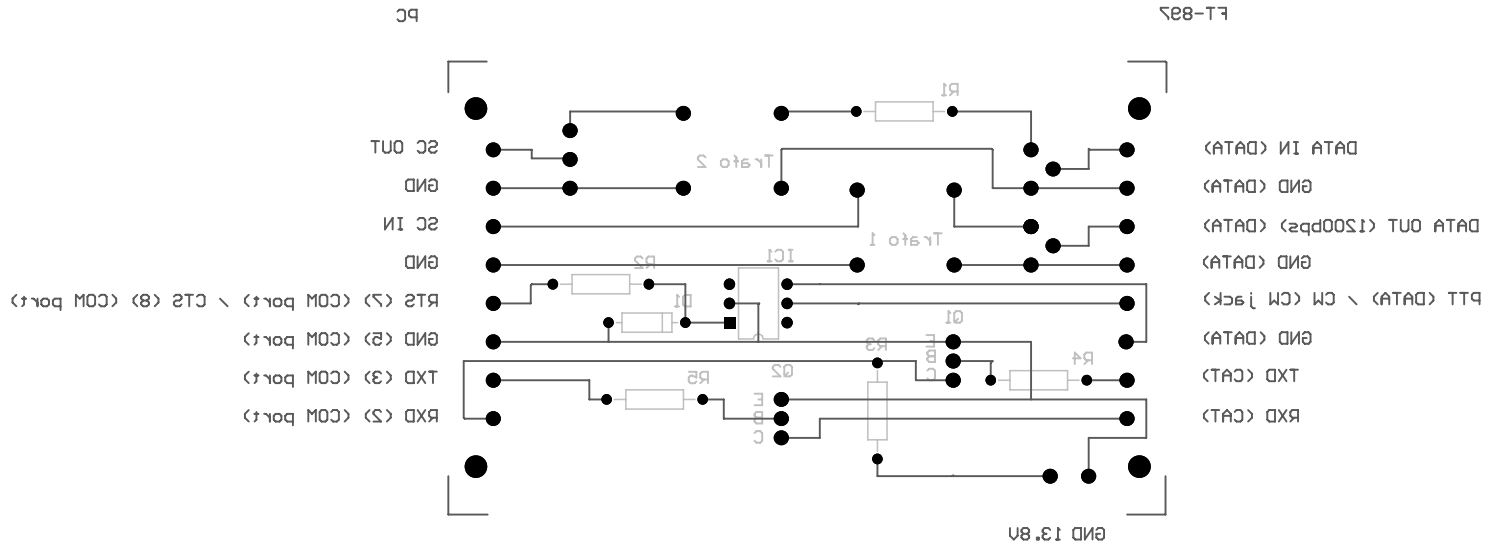 PC
FT-897
R1
SC OUT
Trafo 2
DATA IN (DATA)
GND
GND (DATA)
SC IN
Trafo 1
DATA OUT (1200bps) (DATA)
GND
R2
IC1
GND (DATA)
RTS (7) (COM port) / CTS (8) (COM port)
D1
PTT (DATA) / CW (CW jack)
Q1
GND (5) (COM port)
E
GND (DATA)
R3
B
R4
TXD (3) (COM port)
R5
Q2
C
TXD (CAT)
E
RXD (2) (COM port)
B
RXD (CAT)
C
GND 13.8V